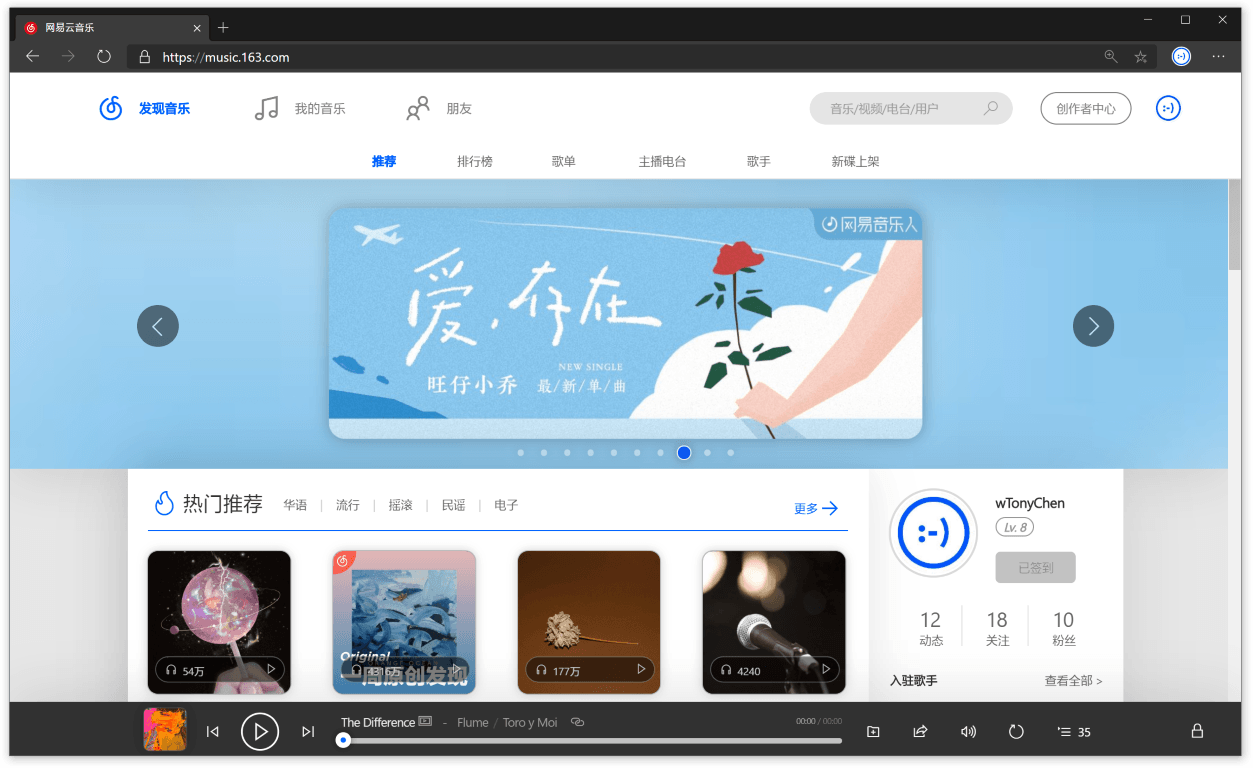 网易云音乐
https://music.163.com
发现音乐 我的音乐 朋友 音乐/视频/电台/用户 创作者中心
推荐 排行榜 歌单 主播电台 歌手 新碟上架
网易音乐人
爱,存在
NEW SINGLE
旺仔小乔 最/新/单/曲
热门推荐 华语 | 流行 | 摇滚 | 民谣 | 电子 更多
wTonyChen
Lv. 8
已签到
12 18 10
动态 关注 粉丝
Original
54万 177万 4240
一周原创发现
入驻歌手 查看全部 >
The Difference - Flume / Toro y Moi 00:00 / 00:00
35